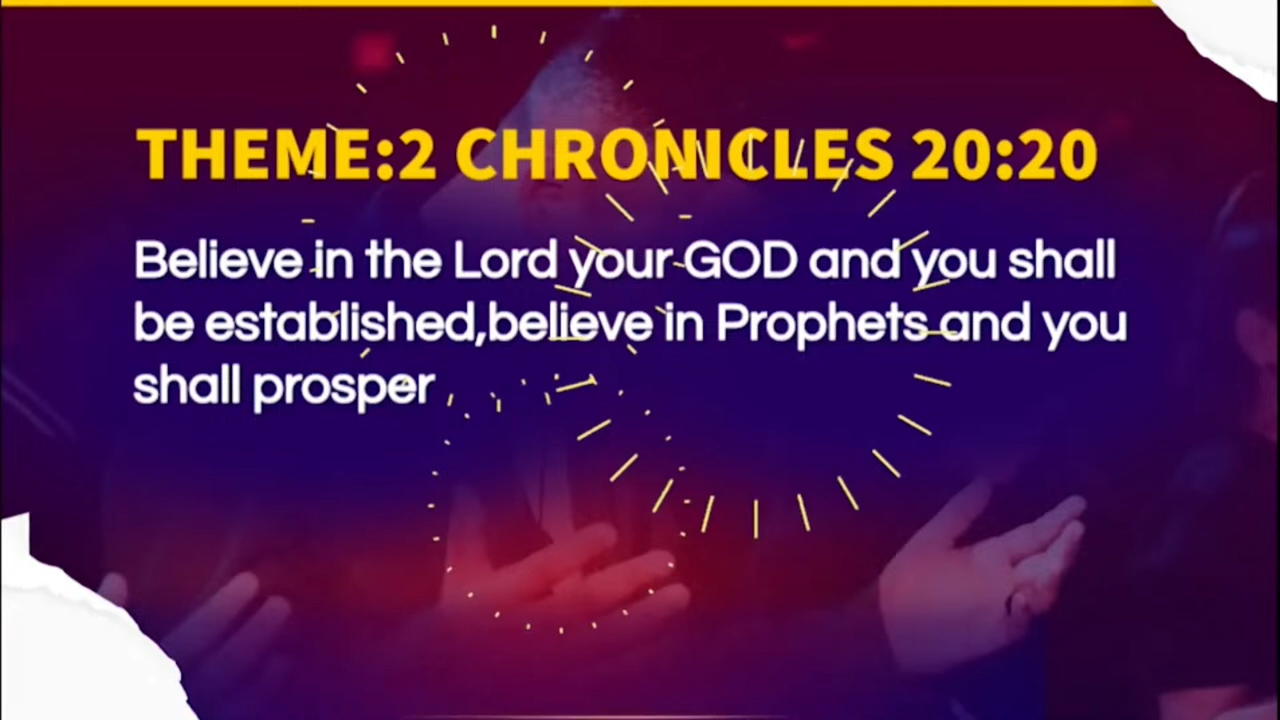 THEME:2 CHRONICLES 20:20
Believe in the Lord your GOD and you shall
be established,believe in Prophets and you
shall prosper